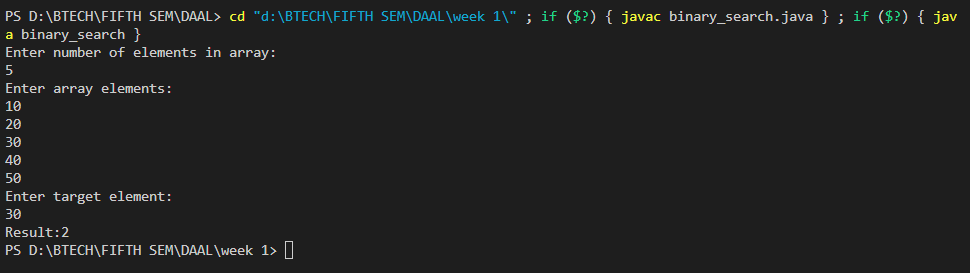 PS D:\BTECH\FIFTH SEM\DAAL> cd "d:\BTECH\FIFTH SEM\DAAL\week 1\" ; if ($?) { javac binary_search.java } ; if ($?) { jav
a binary_search }
Enter number of elements in array:
5
Enter array elements:
10
20
30
40
50
Enter target element:
30
Result:2
PS D:\BTECH\FIFTH SEM\DAAL\week 1>